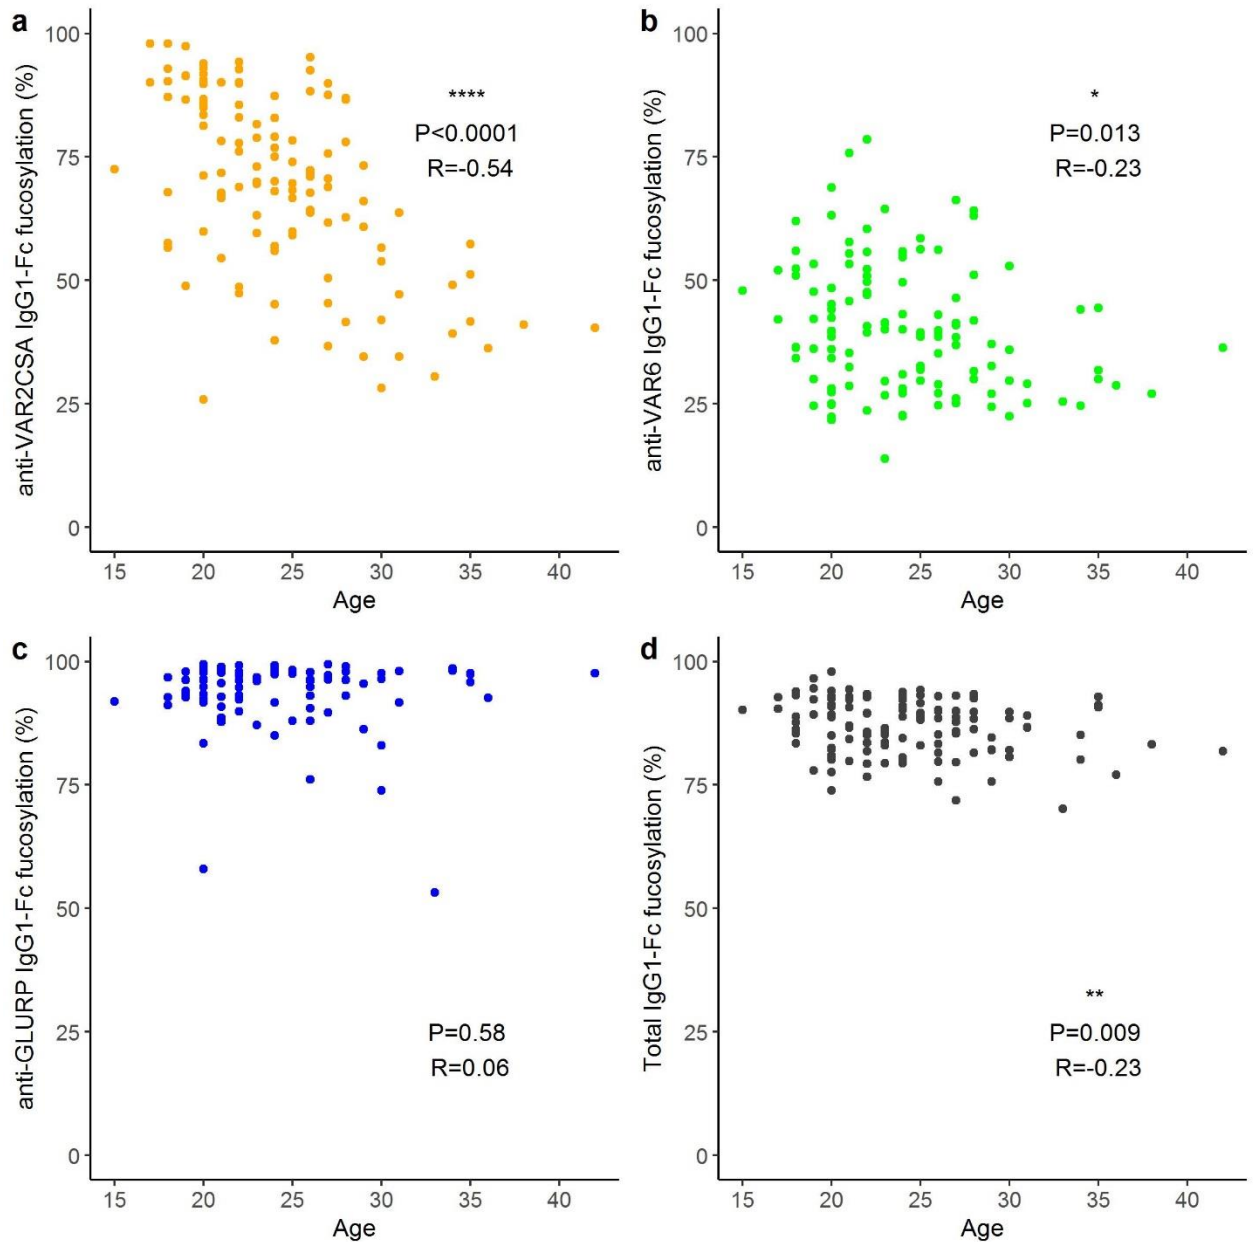 a
anti-VAR2CSA IgG1-Fc fucosylation (%)
100
75
50
25
0
****
P<0.0001
R=-0.54
15 20 25 30 35 40
Age
b
anti-VAR6 IgG1-Fc fucosylation (%)
100
75
50
25
0
*
P=0.013
R=-0.23
15 20 25 30 35 40
Age
c
anti-GLURP IgG1-Fc fucosylation (%)
100
75
50
25
0
P=0.58
R=0.06
15 20 25 30 35 40
Age
d
Total IgG1-Fc fucosylation (%)
100
75
50
25
0
**
P=0.009
R=-0.23
15 20 25 30 35 40
Age